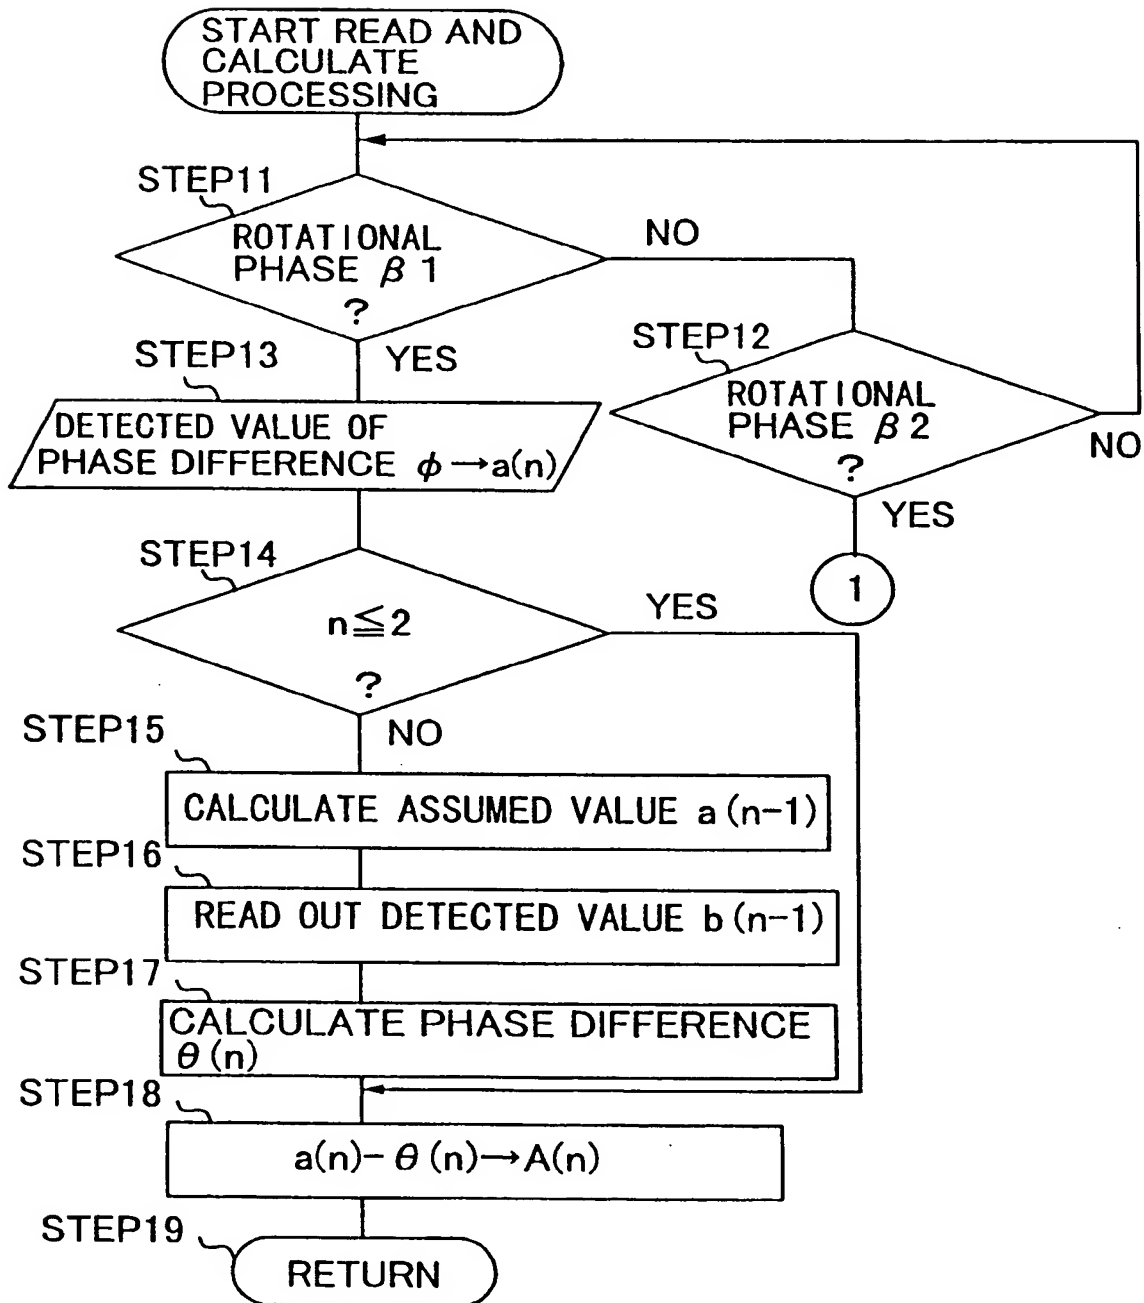 START READ AND
CALCULATE
PROCESSING
STEP11
ROTATIONAL
PHASE β1
?
NO
YES
STEP12
ROTATIONAL
PHASE β2
?
NO
YES
1
STEP13
DETECTED VALUE OF
PHASE DIFFERENCE ϕ→a(n)
STEP14
n≦2
?
YES
NO
STEP15
CALCULATE ASSUMED VALUE a(n-1)
STEP16
READ OUT DETECTED VALUE b(n-1)
STEP17
CALCULATE PHASE DIFFERENCE
θ(n)
STEP18
a(n)-θ(n)→A(n)
STEP19
RETURN